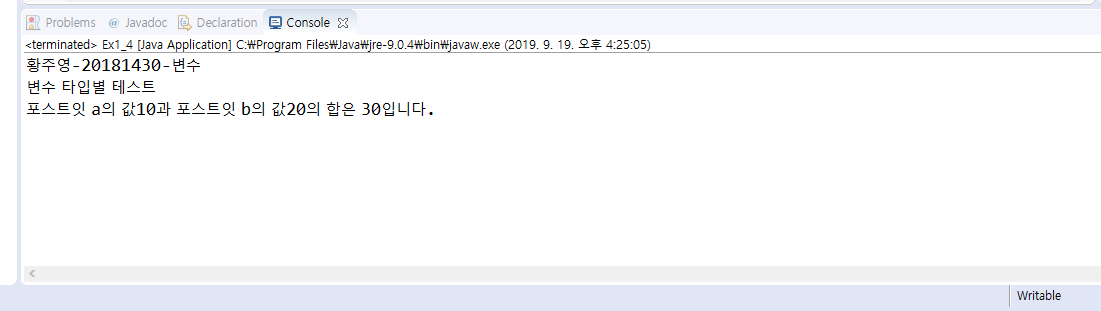 Problems @ Javadoc Declaration Console
<terminated> Ex1_4 [Java Application] C:₩Program Files₩Java₩jre-9.0.4₩bin₩javaw.exe (2019. 9. 19. 오후 4:25:05)
황주영-20181430-변수
변수 타입별 테스트
포스트잇 a의 값10과 포스트잇 b의 값20의 합은 30입니다.
Writable